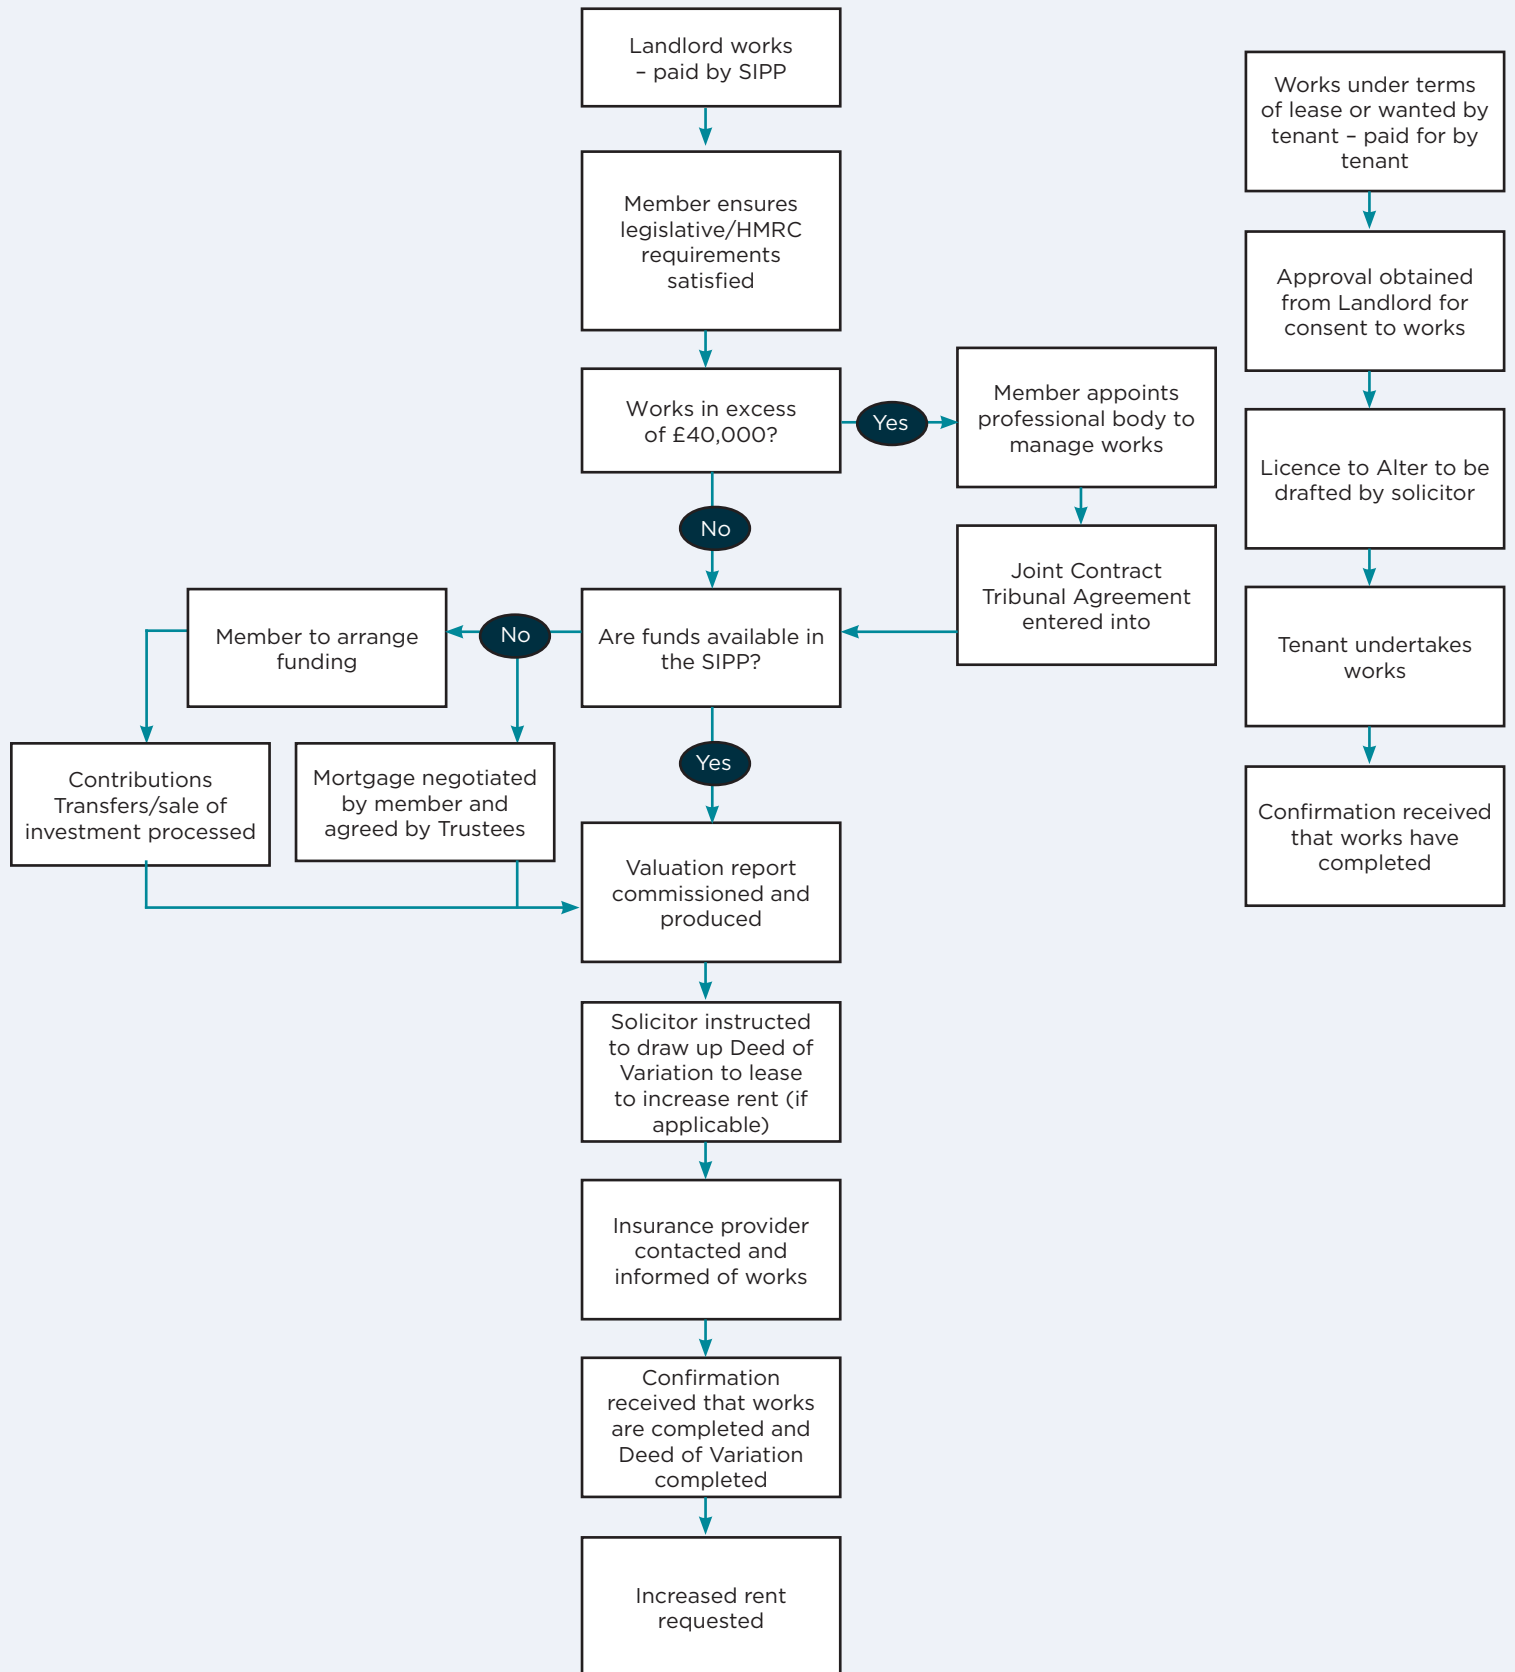 Landlord works
– paid by SIPP
Member ensures
legislative/HMRC
requirements
satisfied
Works in excess
of £40,000?
Yes
Member appoints
professional body to
manage works
Joint Contract
Tribunal Agreement
entered into
No
Are funds available in
the SIPP?
No
Member to arrange
funding
Contributions
Transfers/sale of
investment processed
Mortgage negotiated
by member and
agreed by Trustees
Yes
Valuation report
commissioned and
produced
Solicitor instructed
to draw up Deed of
Variation to lease
to increase rent (if
applicable)
Insurance provider
contacted and
informed of works
Confirmation
received that works
are completed and
Deed of Variation
completed
Increased rent
requested
Works under terms
of lease or wanted by
tenant – paid for by
tenant
Approval obtained
from Landlord for
consent to works
Licence to Alter to be
drafted by solicitor
Tenant undertakes
works
Confirmation received
that works have
completed